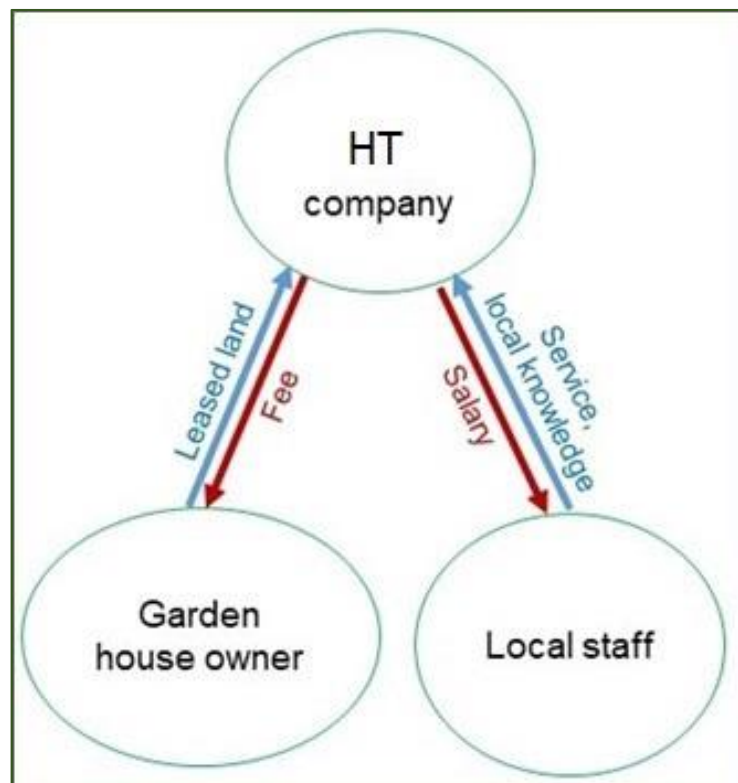 HT
company
Leased land
Fee
Salary
Service,
local knowledge
Garden
house owner
Local staff